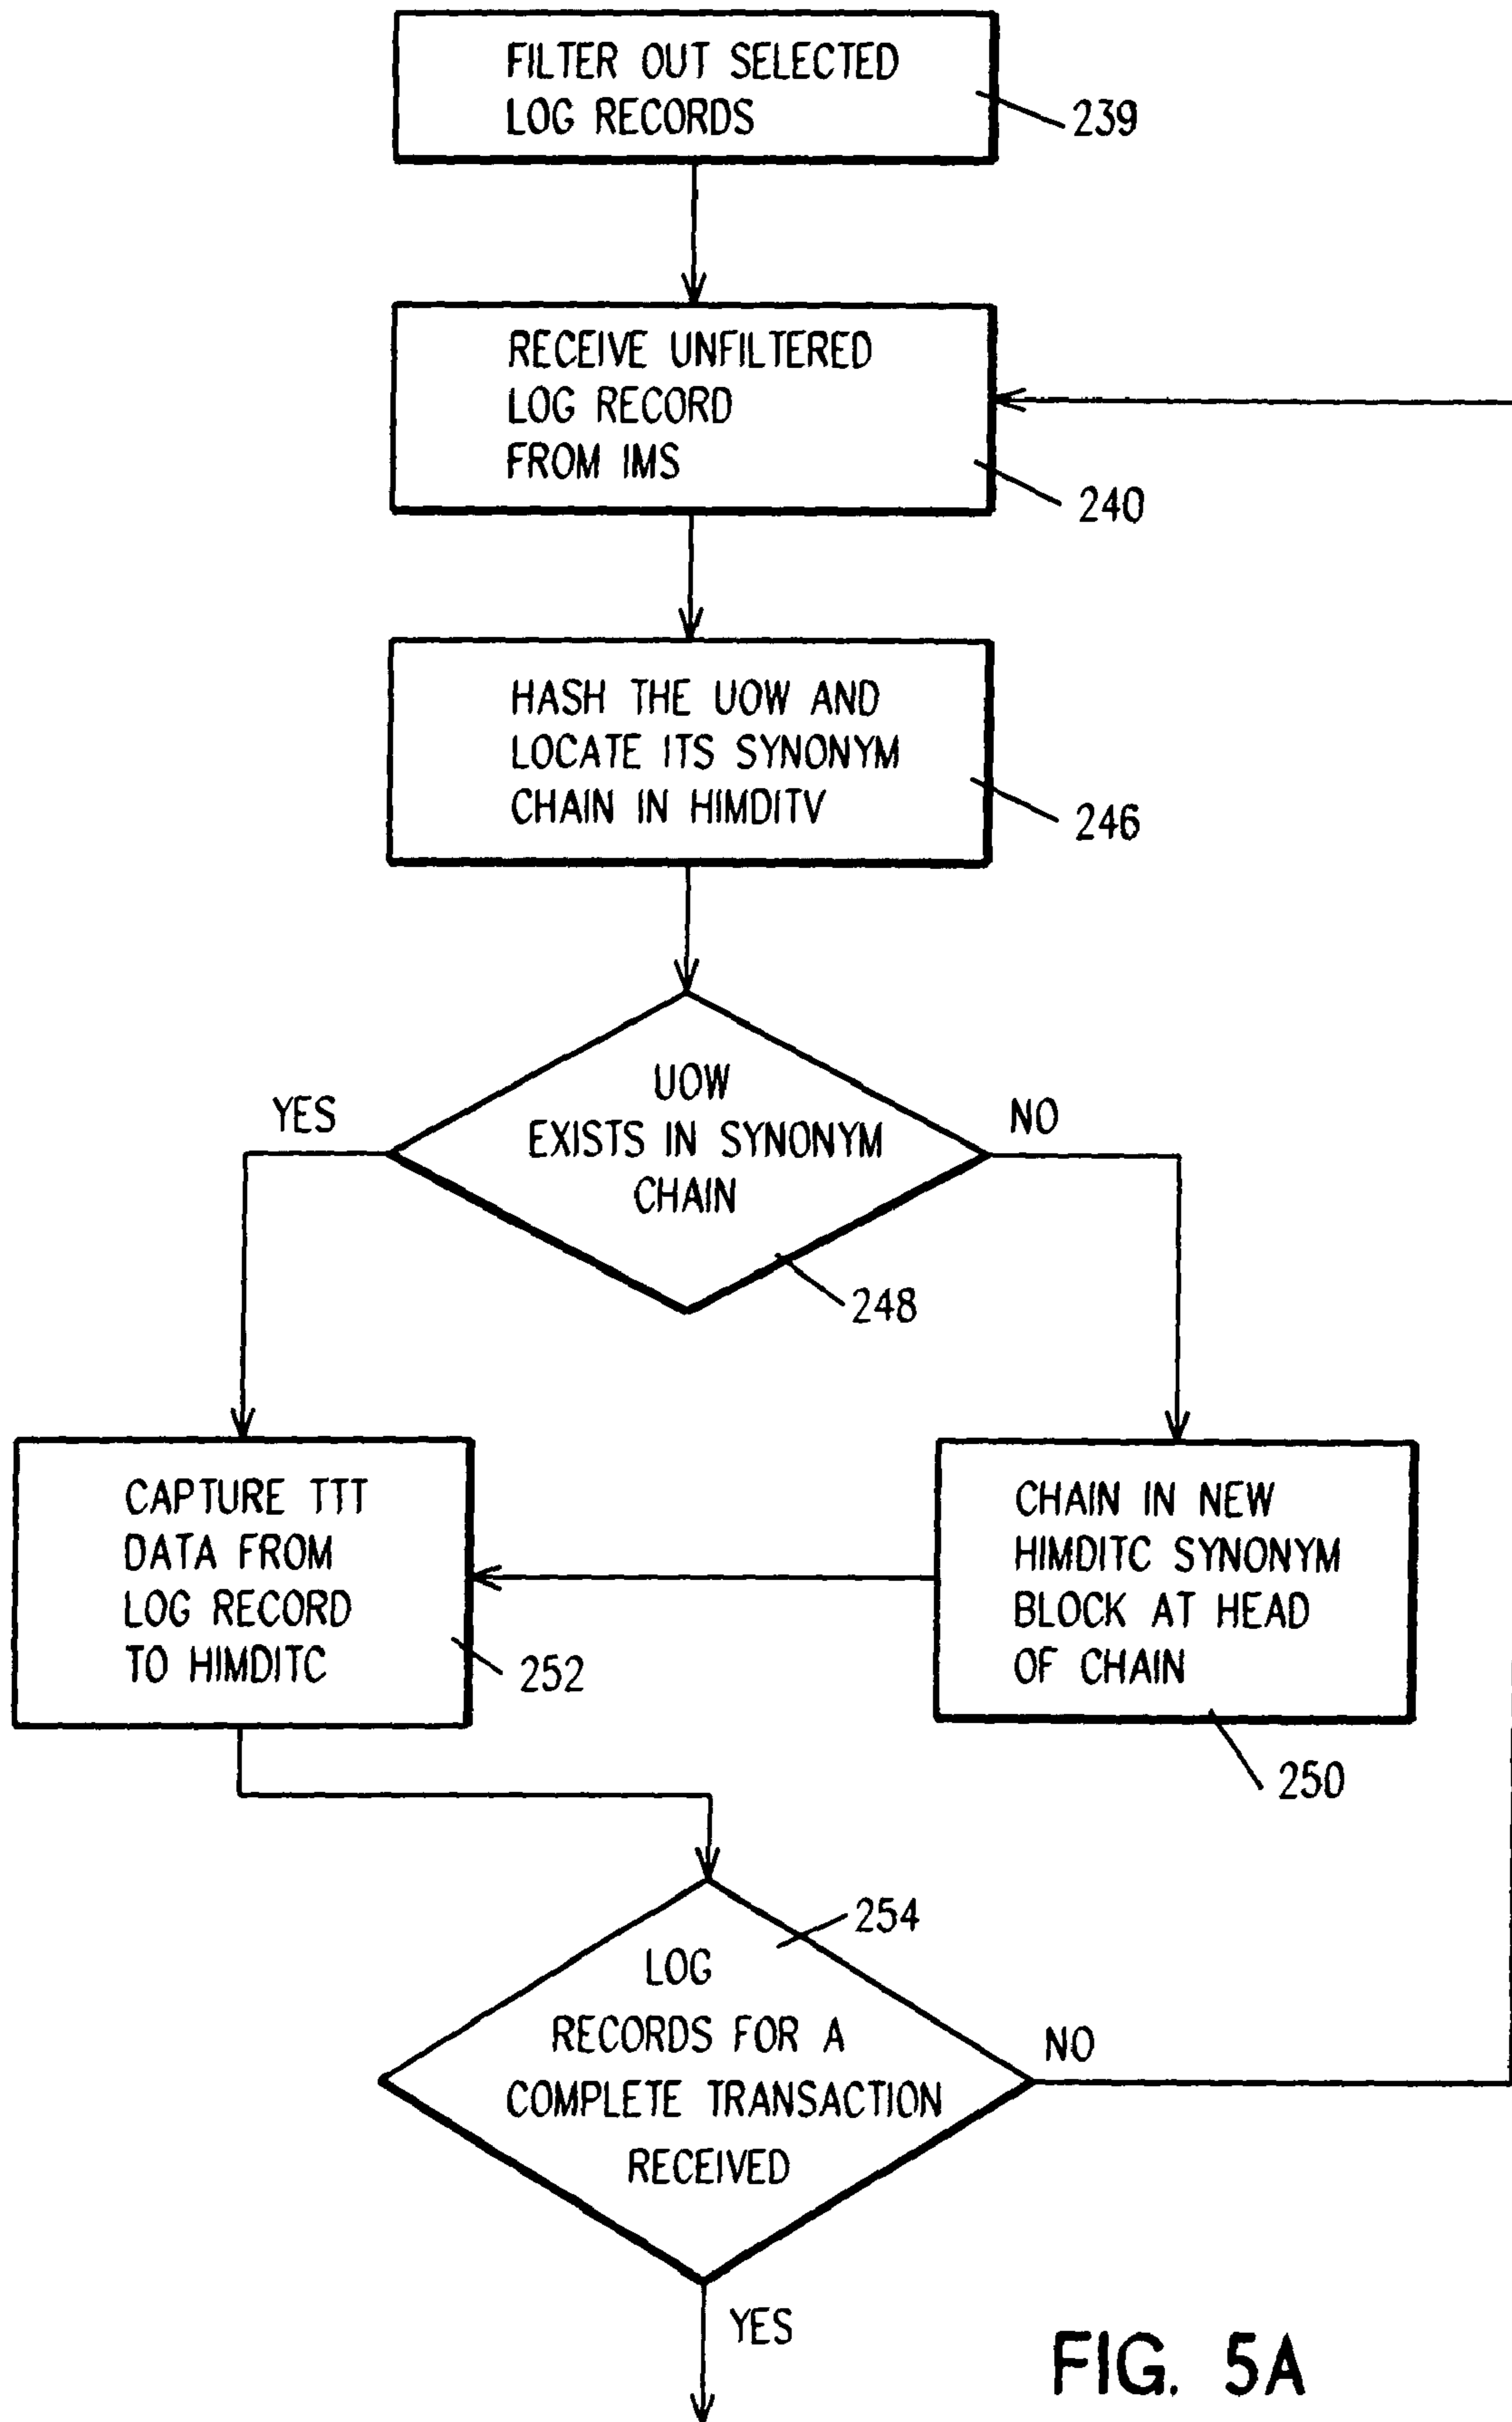 FILTER OUT SELECTED
LOG RECORDS
239
RECEIVE UNFILTERED
LOG RECORD
FROM IMS
240
HASH THE UOW AND
LOCATE ITS SYNONYM
CHAIN IN HIMDITV
246
UOW
EXISTS IN SYNONYM
CHAIN
YES
NO
248
CAPTURE TTT
DATA FROM
LOG RECORD
TO HIMDITC
252
CHAIN IN NEW
HIMDITC SYNONYM
BLOCK AT HEAD
OF CHAIN
250
254
LOG
RECORDS FOR A
COMPLETE TRANSACTION
RECEIVED
NO
YES
FIG. 5A